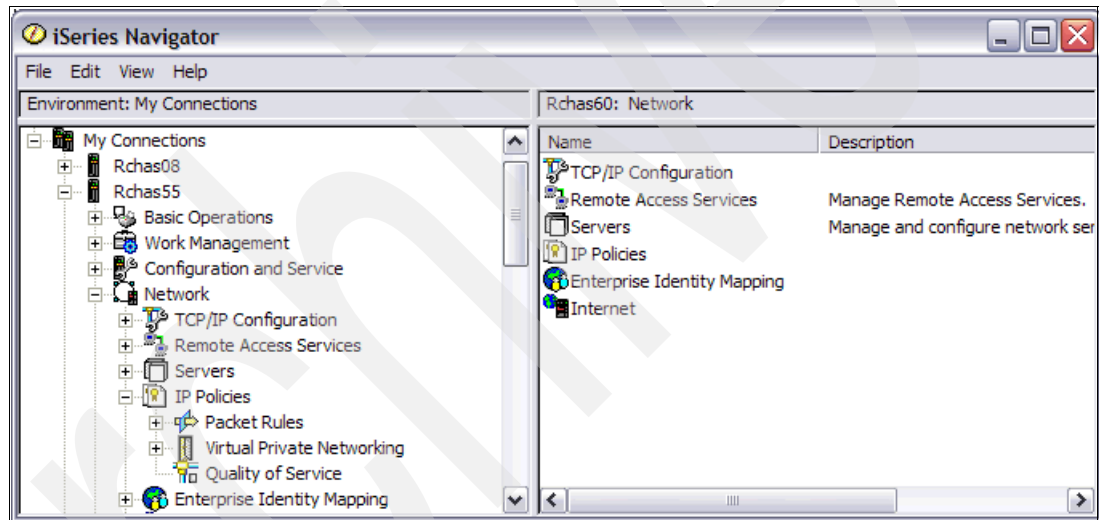 iSeries Navigator
File Edit View Help
Environment: My Connections
Rchas60: Network
My Connections
Rchas08
Rchas55
Basic Operations
Work Management
Configuration and Service
Network
TCP/IP Configuration
Remote Access Services
Servers
IP Policies
Packet Rules
Virtual Private Networking
Quality of Service
Enterprise Identity Mapping
Name Description
TCP/IP Configuration
Remote Access Services Manage Remote Access Services.
Servers Manage and configure network ser
IP Policies
Enterprise Identity Mapping
Internet